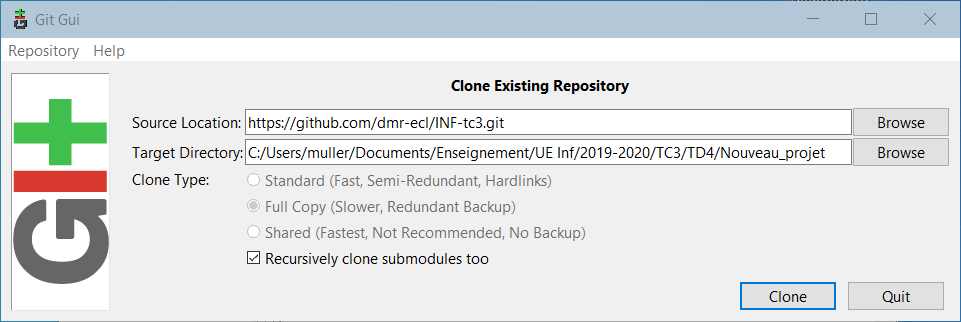 Git Gui
Repository Help
Clone Existing Repository
Source Location: https://github.com/dmr-ecl/INF-tc3.git Browse
Target Directory: C:/Users/muller/Documents/Enseignement/UE Inf/2019-2020/TC3/TD4/Nouveau_projet Browse
Clone Type: Standard (Fast, Semi-Redundant, Hardlinks)
Full Copy (Slower, Redundant Backup)
Shared (Fastest, Not Recommended, No Backup)
Recursively clone submodules too
Clone Quit
GIt